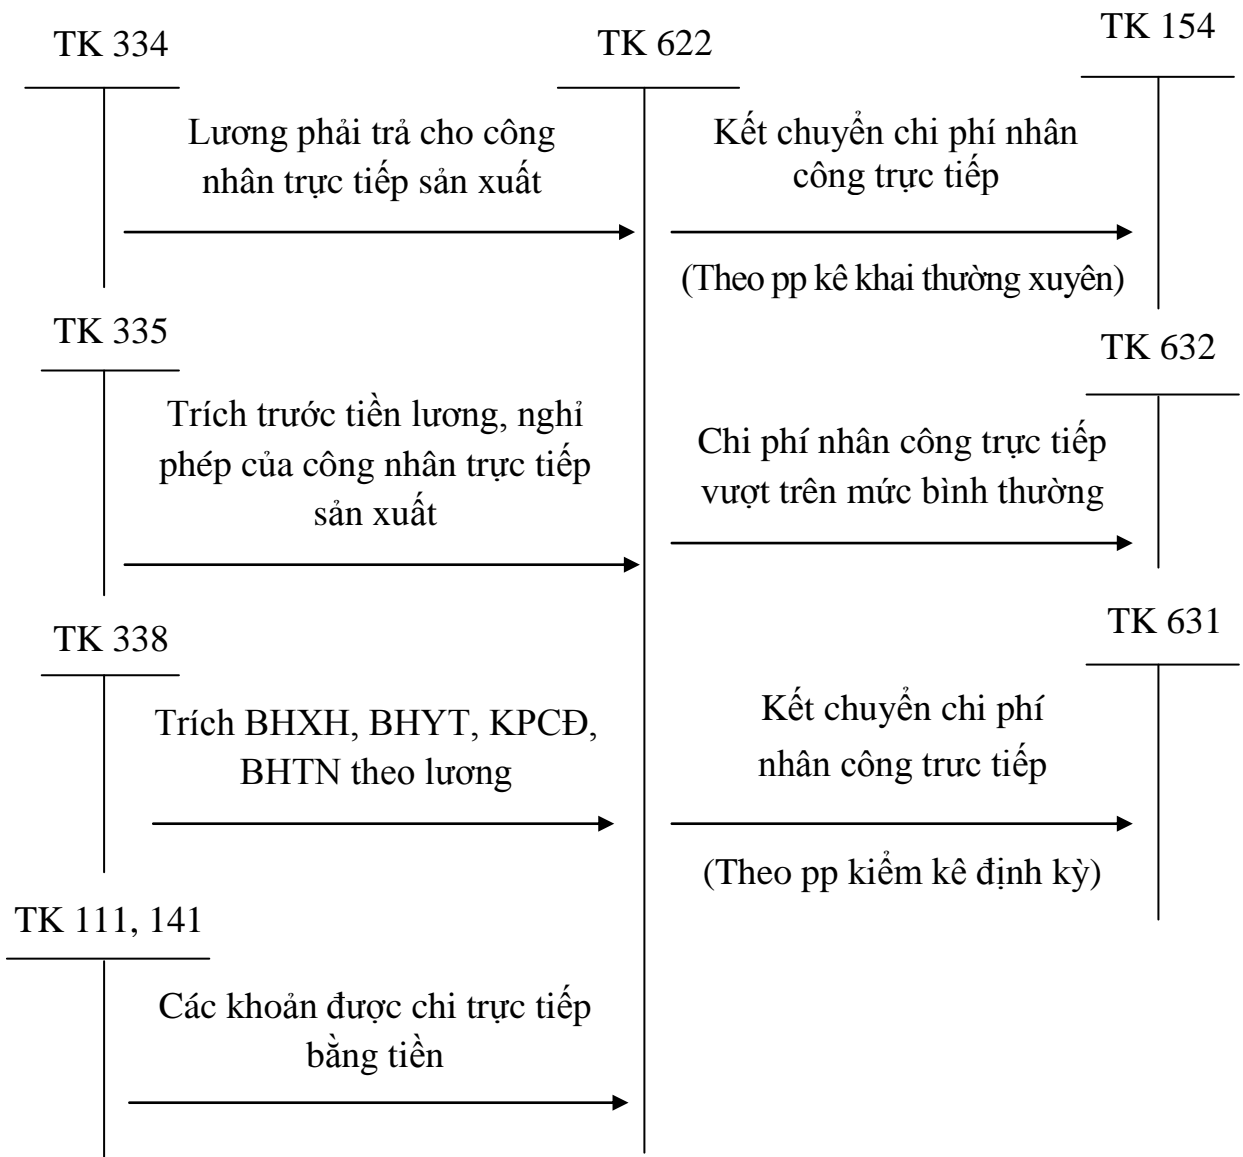 TK 334
TK 622
TK 154
Lương phải trả cho công
nhân trực tiếp sản xuất
Kết chuyển chi phí nhân
công trực tiếp
(Theo pp kê khai thường xuyên)
TK 335
TK 632
Trích trước tiền lương, nghỉ
phép của công nhân trực tiếp
sản xuất
Chi phí nhân công trực tiếp
vượt trên mức bình thường
TK 338
TK 631
Trích BHXH, BHYT, KPCĐ,
BHTN theo lương
Kết chuyển chi phí
nhân công trưc tiếp
(Theo pp kiểm kê định kỳ)
TK 111, 141
Các khoản được chi trực tiếp
bằng tiền